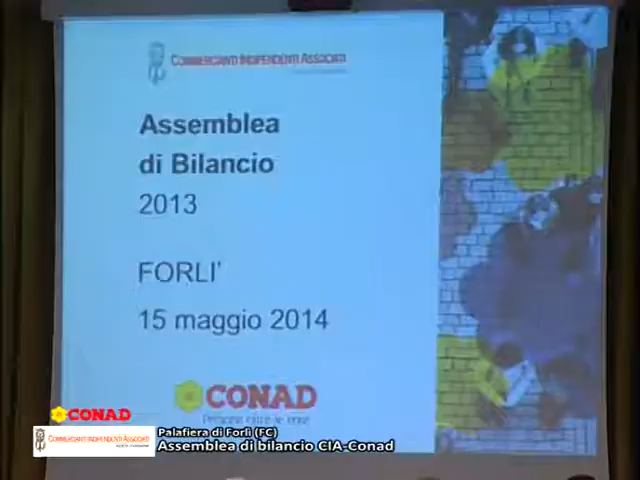 COMMERCIANTI INDIPENDENTI ASSOCIATI
Assemblea
di Bilancio
2013
FORLI'
15 maggio 2014
CONAD
Persone oltre le cose
CONAD
COMMERCIANTI INDIPENDENTI ASSOCIATI
Palafiera di Forlì (FC)
Assemblea di bilancio CIA-Conad